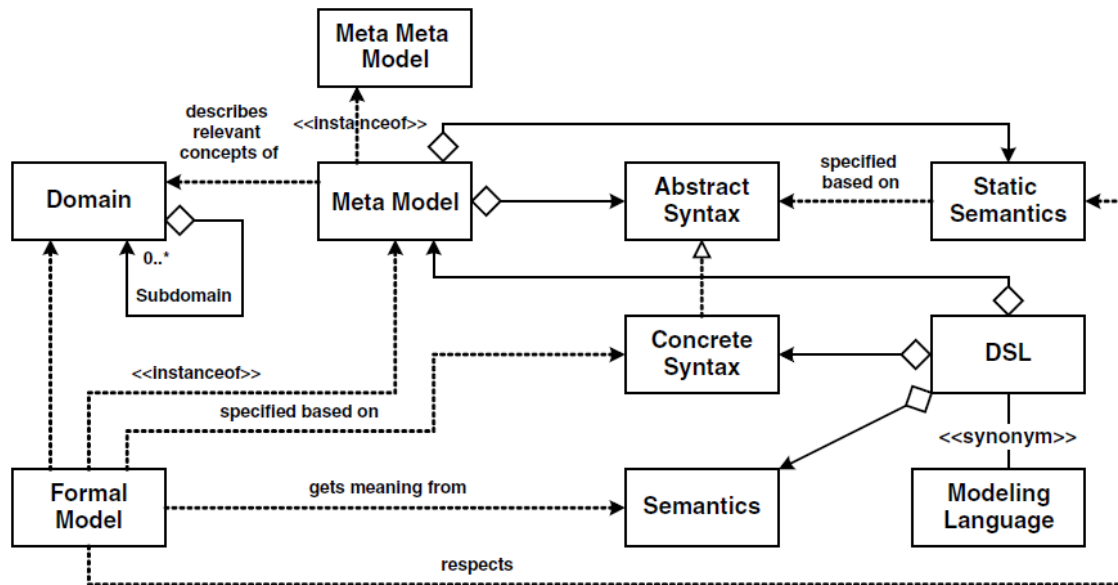 Meta Meta
Model
describes
relevant
concepts of
<<instanceof>>
specified
based on
Domain
Meta Model
Abstract
Syntax
Static
Semantics
0..*
Subdomain
Concrete
Syntax
DSL
<<instanceof>>
specified based on
<<synonym>>
Formal
Model
gets meaning from
Semantics
Modeling
Language
respects